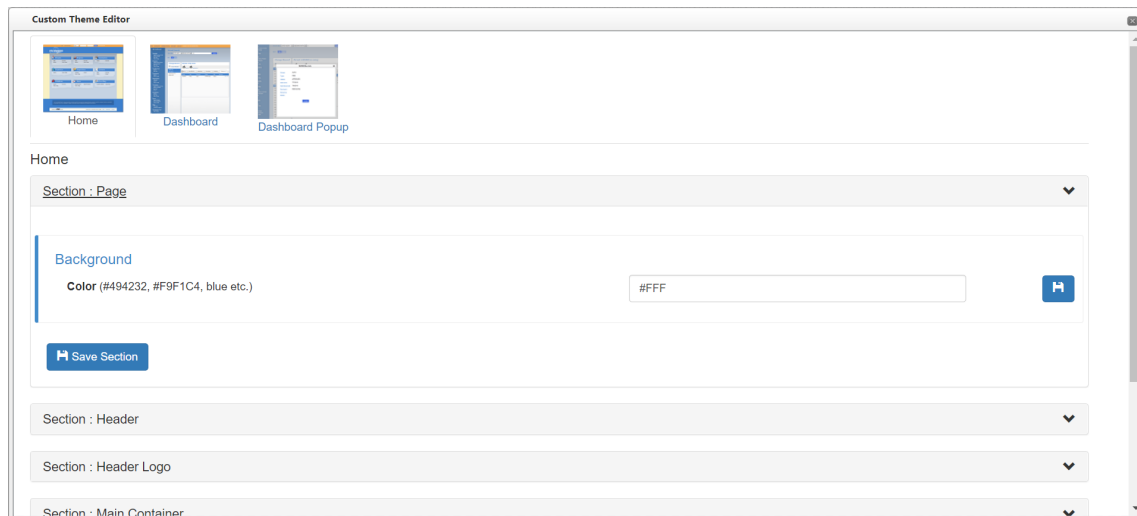 Custom Theme Editor
Home
Dashboard
Dashboard Popup
Home
Section : Page
Background
Color (#494232, #F9F1C4, blue etc.)
#FFF
Save Section
Section : Header
Section : Header Logo
Section : Main Container